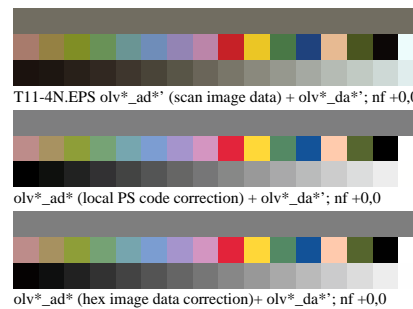 T11-4N.EPS olv*_ad*’ (scan image data) + olv*_da*’; nf +0,0
olv*_ad* (local PS code correction) + olv*_da*’; nf +0,0
olv*_ad* (hex image data correction)+ olv*_da*’; nf +0,0